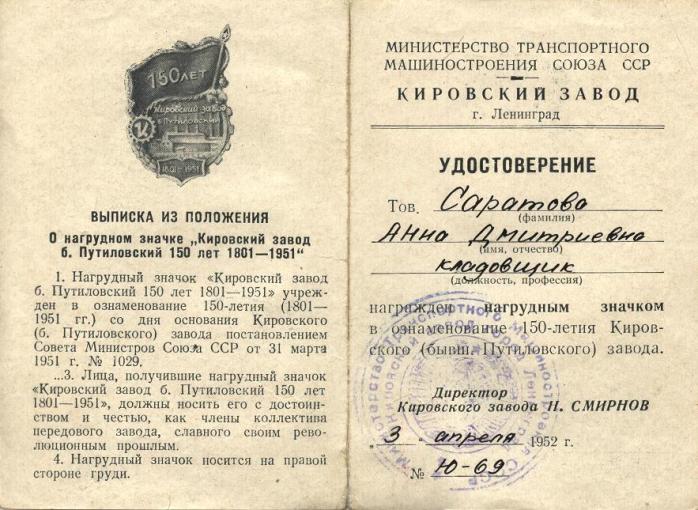 150 ЛЕТ
Кировский завод
б. Путиловский
1801 1951
ВЫПИСКА ИЗ ПОЛОЖЕНИЯ
О нагрудном значке „Кировский завод
б. Путиловский 150 лет 1801—1951"
1. Нагрудный значок «Кировский завод
б. Путиловский 150 лет 1801—1951» учреж-
ден в ознаменование 150-летия (1801—
1951 гг.) со дня основания Кировского
(б. Путиловского) завода постановлением
Совета Министров Союза ССР от 31 марта
1951 г. № 1029.
...3. Лица, получившие нагрудный значок
«Кировский завод б. Путиловский 150 лет
1801—1951», должны носить его с достоин-
ством и честью, как члены коллектива
передового завода, славного своим рево-
люционным прошлым.
4. Нагрудный значок носится на правой
стороне груди.
МИНИСТЕРСТВО ТРАНСПОРТНОГО
МАШИНОСТРОЕНИЯ СОЮЗА ССР
КИРОВСКИЙ ЗАВОД
г. Ленинград
УДОСТОВЕРЕНИЕ
Тов. Саратова
(фамилия)
Анна Дмитриевна
(имя, отчество)
кладовщик
(должность, профессия)
награжден нагрудным значком
в ознаменование 150-летия Киров-
ского (бывш. Путиловского) завода.
Директор
Кировского завода Н. СМИРНОВ
„3" апреля 1952 г.
№ Ю-69
Министерство Транспортного Машиностроения СССР